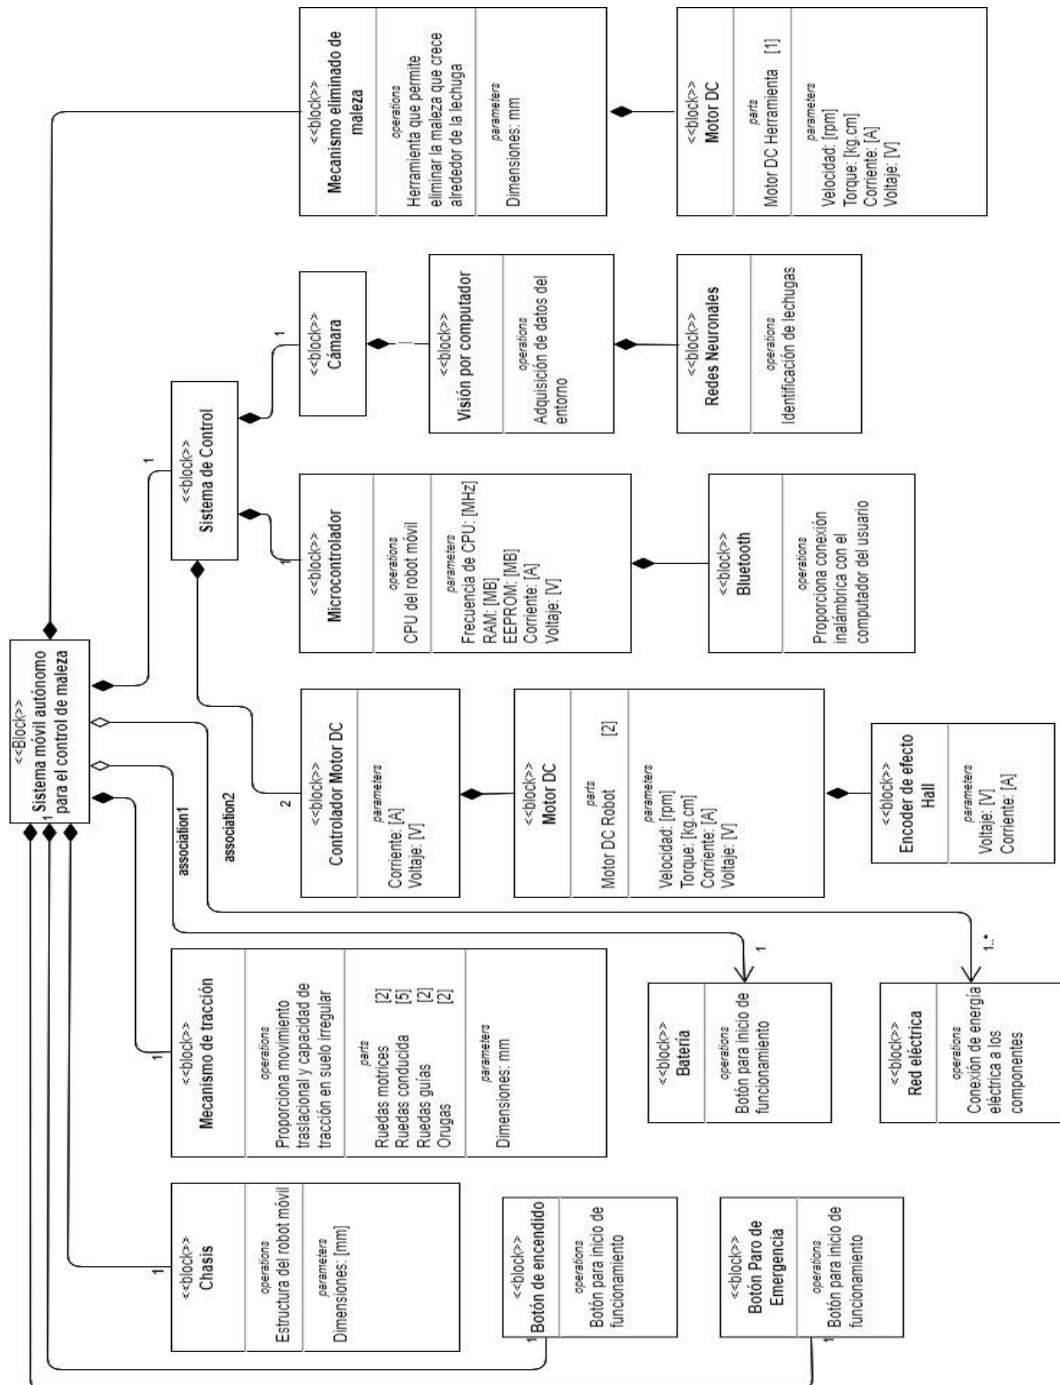 <<Block>>
Sistema móvil autónomo
para el control de maleza
1
association1
association2
<<block>>
Chasis
operations
Estructura del robot móvil
parameters
Dimensiones: [mm]
1
<<block>>
Mecanismo de tracción
operations
Proporciona movimiento
traslacional y capacidad de
tracción en suelo irregular
parts
Ruedas motrices [2]
Ruedas conducida [5]
Ruedas guías [2]
Orugas [2]
parameters
Dimensiones: mm
1
<<block>>
Sistema de Control
1
<<block>>
Mecanismo eliminado de
maleza
operations
Herramienta que permite
eliminar la maleza que crece
alrededor de la lechuga
parameters
Dimensiones: mm
<<block>>
Controlador Motor DC
parameters
Corriente: [A]
Voltaje: [V]
2
<<block>>
Microcontrolador
operations
CPU del robot móvil
parameters
Frecuencia de CPU: [MHz]
RAM: [MB]
EEPROM: [MB]
Corriente: [A]
Voltaje: [V]
1
<<block>>
Cámara
1
<<block>>
Visión por computador
operations
Adquisición de datos del
entorno
<<block>>
Botón de encendido
operations
Botón para inicio de
funcionamiento
1
<<block>>
Motor DC
parts
Motor DC Robot [2]
parameters
Velocidad: [rpm]
Torque: [kg.cm]
Corriente: [A]
Voltaje: [V]
<<block>>
Batería
operations
Botón para inicio de
funcionamiento
1
<<block>>
Redes Neuronales
operations
Identificación de lechugas
<<block>>
Motor DC
parts
Motor DC Herramienta [1]
parameters
Velocidad: [rpm]
Torque: [kg.cm]
Corriente: [A]
Voltaje: [V]
<<block>>
Botón Paro de
Emergencia
operations
Botón para inicio de
funcionamiento
1
<<block>>
Bluetooth
operations
Proporciona conexión
inalámbrica con el
computador del usuario
<<block>>
Red eléctrica
operations
Conexión de energía
eléctrica a los
componentes
1..*
<<block>>
Encoder de efecto
Hall
parameters
Voltaje: [V]
Corriente: [A]